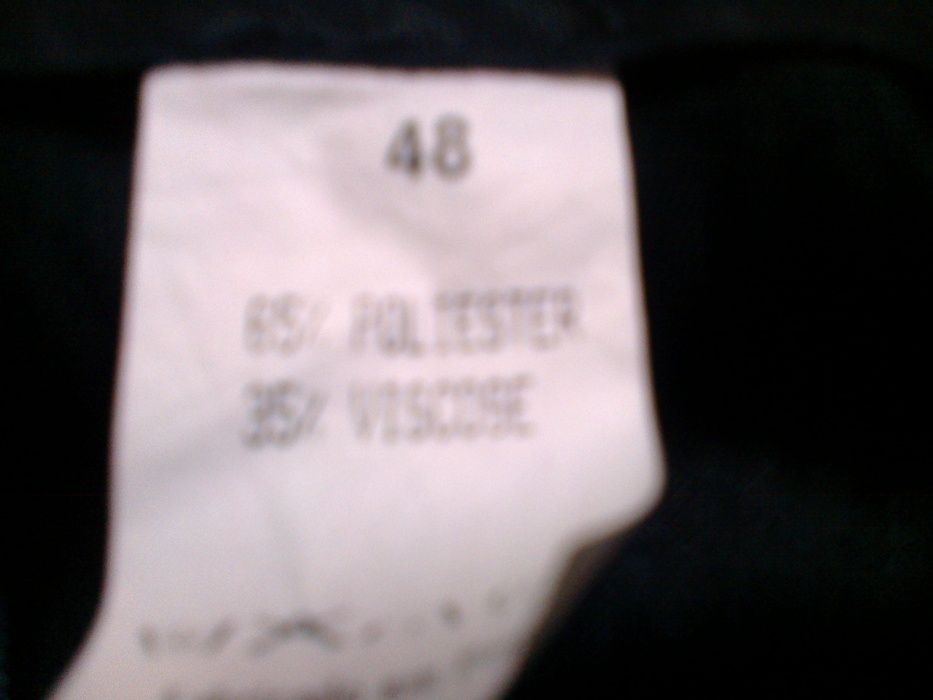 48
65% POLIESTER
35% VISCOSE